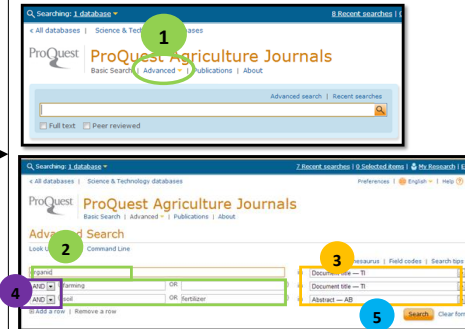 Searching: 1 database
8 Recent searches |
< All databases | Science & Tech databases
1
ProQuest
ProQuest Agriculture Journals
Basic Search | Advanced | Publications | About
Advanced search | Recent searches
Full text Peer reviewed
Searching: 1 database
7 Recent searches | 0 Selected items | My Research |
< All databases | Science & Technology databases
Preferences | English | Help
ProQuest
ProQuest Agriculture Journals
Basic Search | Advanced | Publications | About
Advanced Search
Look U Command Line
2
3
esaurus | Field codes | Search tips
organic
Document title — TI
4
AND farming OR
Document title — TI
AND soil OR fertilizer
Abstract — AB
Add a row | Remove a row
5
Search Clear form